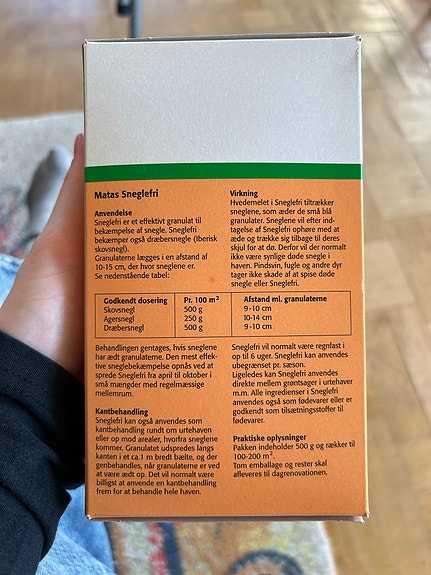 Matas Sneglefri
Anvendelse
Sneglefri er et effektivt granulat til
bekæmpelse af snegle. Sneglefri
bekæmper også dræbersnegle (Iberisk
skovsnegl).
Granulaterne lægges i en afstand af
10-15 cm, der hvor sneglene er.
Se nedenstående tabel:
Virkning
Hvedemelet i Sneglefri tiltrækker
sneglene, som æder de små blå
granulater. Sneglene vil efter ind-
tagelse af Sneglefri ophøre med at
æde og trække sig tilbage til deres
skjul for at dø. Derfor vil der normalt
ikke være synlige døde snegle i
haven. Pindsvin, fugle og andre dyr
tager ikke skade af at spise døde
snegle eller Sneglefri.
Godkendt dosering Pr. 100 m² Afstand ml. granulaterne
Skovsnegl 500 g 9-10 cm
Agersnegl 250 g 10-14 cm
Dræbersnegl 500 g 9-10 cm
Behandlingen gentages, hvis sneglene
har ædt granulaterne. Den mest effek-
tive sneglebekæmpelse opnås ved at
sprede Sneglefri fra april til oktober i
små mængder med regelmæssige
mellemrum.
Kantbehandling
Sneglefri kan også anvendes som
kantbehandling rundt om urtehaven
eller op mod arealer, hvorfra sneglene
kommer. Granulatet udspredes langs
kanten i et ca.1 m bredt bælte, og der
genbehandles, når granulaterne er ved
at være ædt op. Det vil normalt være
billigst at anvende en kantbehandling
frem for at behandle hele haven.
Sneglefri vil normalt være regnfast i
op til 6 uger. Sneglefri kan anvendes
ubegrænset pr. sæson.
Ligeledes kan Sneglefri anvendes
direkte mellem grøntsager i urtehaver
m.m. Alle ingredienser i Sneglefri
anvendes også som fødevarer eller er
godkendt som tilsætningsstoffer til
fødevarer.
Praktiske oplysninger
Pakken indeholder 500 g og rækker til
100-200 m².
Tom emballage og rester skal
afleveres til dagrenovationen.